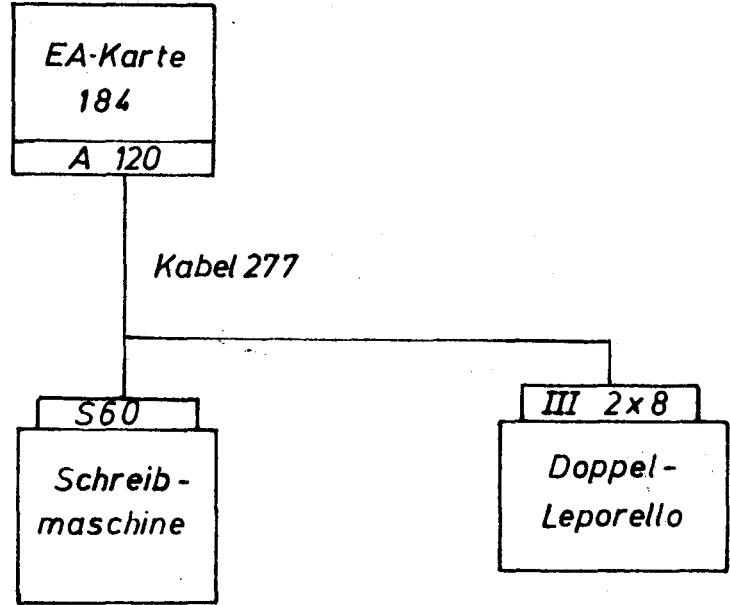 EA-Karte
184
A 120
Kabel 277
S60
Schreib-
maschine
III 2x8
Doppel-
Leporello